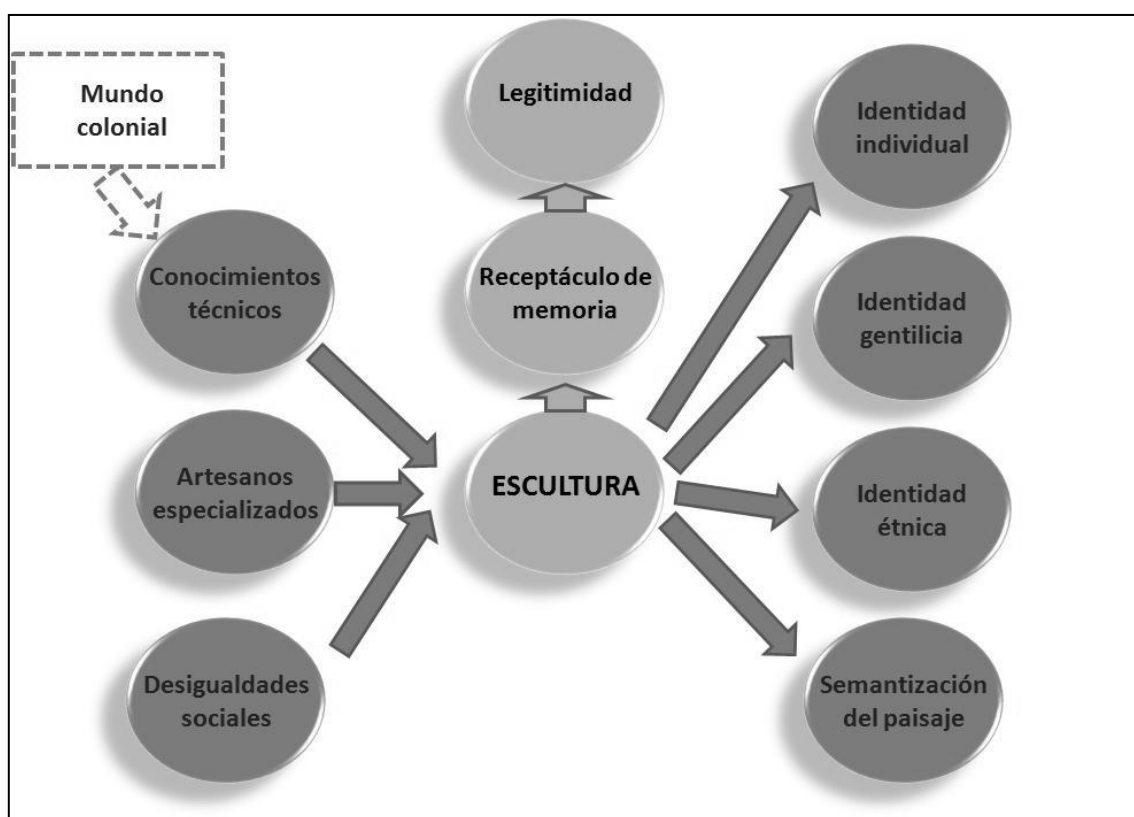 Mundo
colonial
Conocimientos
técnicos
Artesanos
especializados
Desigualdades
sociales
Legitimidad
Receptáculo de
memoria
ESCULTURA
Identidad
individual
Identidad
gentilicia
Identidad
étnica
Semantización
del paisaje